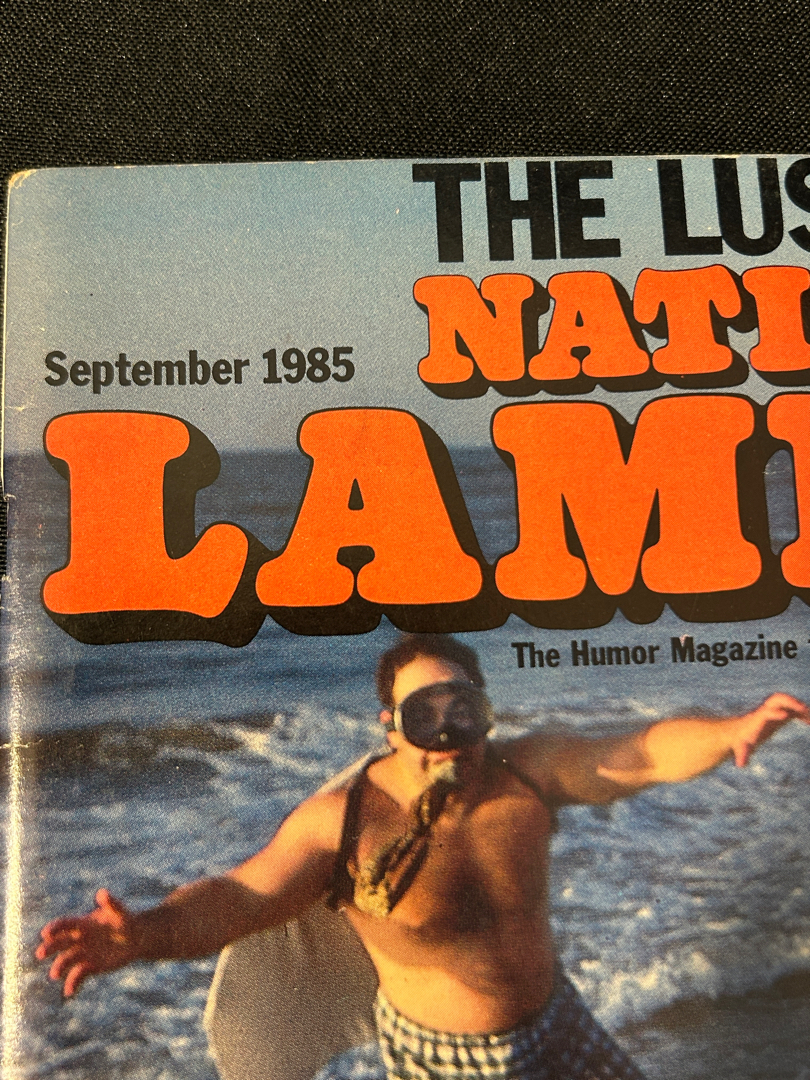 THE LUS
NATI
September 1985
LAM
The Humor Magazine